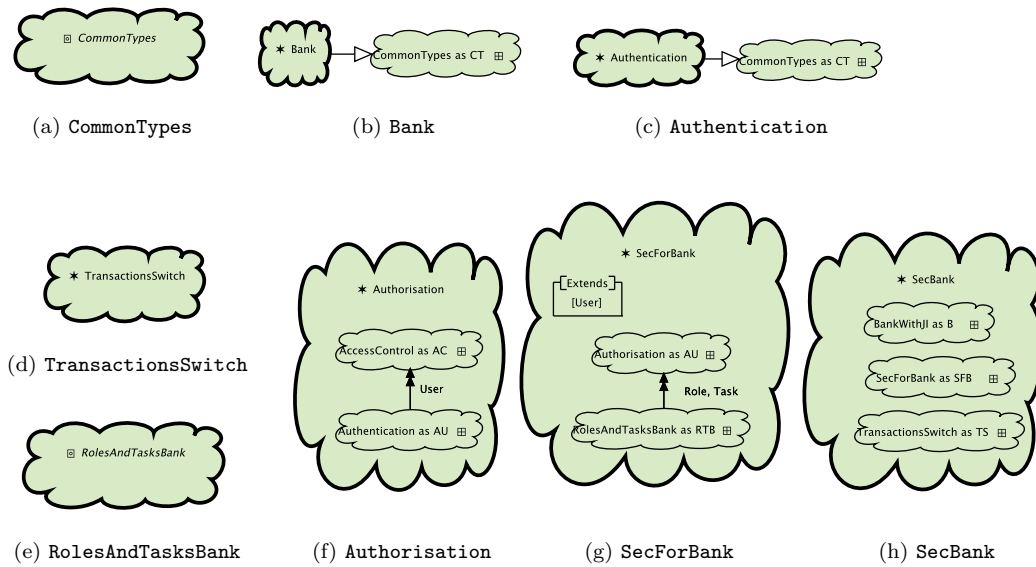 CommonTypes
Bank
CommonTypes as CT
Authentication
CommonTypes as CT
(a) CommonTypes
(b) Bank
(c) Authentication
TransactionsSwitch
(d) TransactionsSwitch
RolesAndTasksBank
(e) RolesAndTasksBank
Authorisation
AccessControl as AC
User
Authentication as AU
(f) Authorisation
SecForBank
Extends
[User]
Authorisation as AU
Role, Task
RolesAndTasksBank as RTB
(g) SecForBank
SecBank
BankWithJI as B
SecForBank as SFB
TransactionsSwitch as TS
(h) SecBank